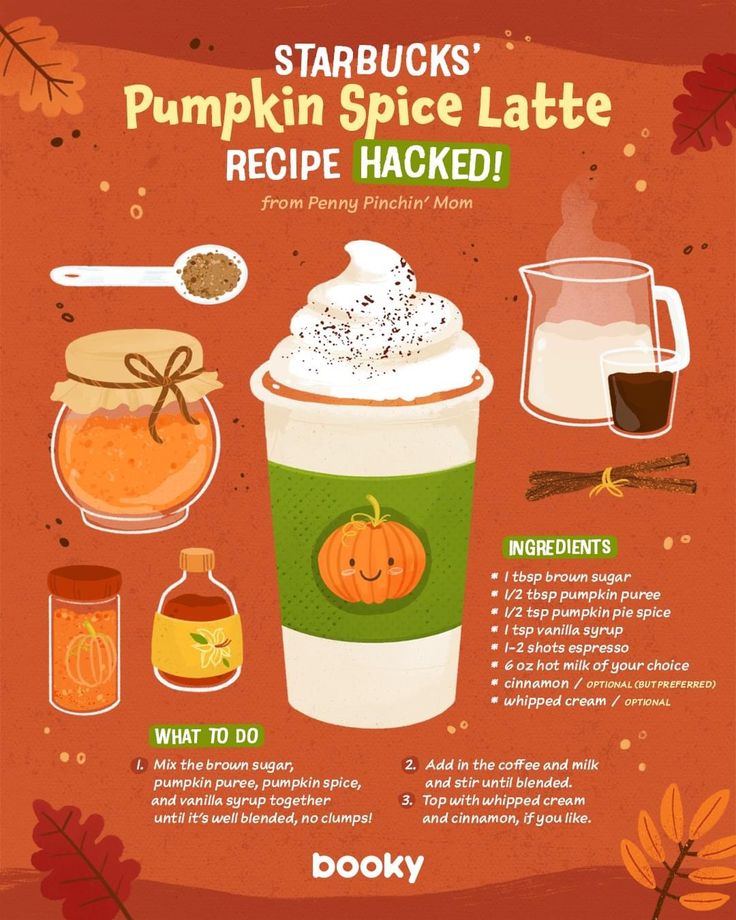 STARBUCKS'
Pumpkin Spice Latte
RECIPE HACKED!
from Penny Pinchin' Mom
INGREDIENTS
* 1 tbsp brown sugar
* 1/2 tbsp pumpkin puree
* 1/2 tsp pumpkin pie spice
* 1 tsp vanilla syrup
* 1-2 shots espresso
* 6 oz hot milk of your choice
* cinnamon / OPTIONAL (BUT PREFERRED)
* whipped cream / OPTIONAL
WHAT TO DO
1. Mix the brown sugar,
pumpkin puree, pumpkin spice,
and vanilla syrup together
until it's well blended, no clumps!
2. Add in the coffee and milk
and stir until blended.
3. Top with whipped cream
and cinnamon, if you like.
booky